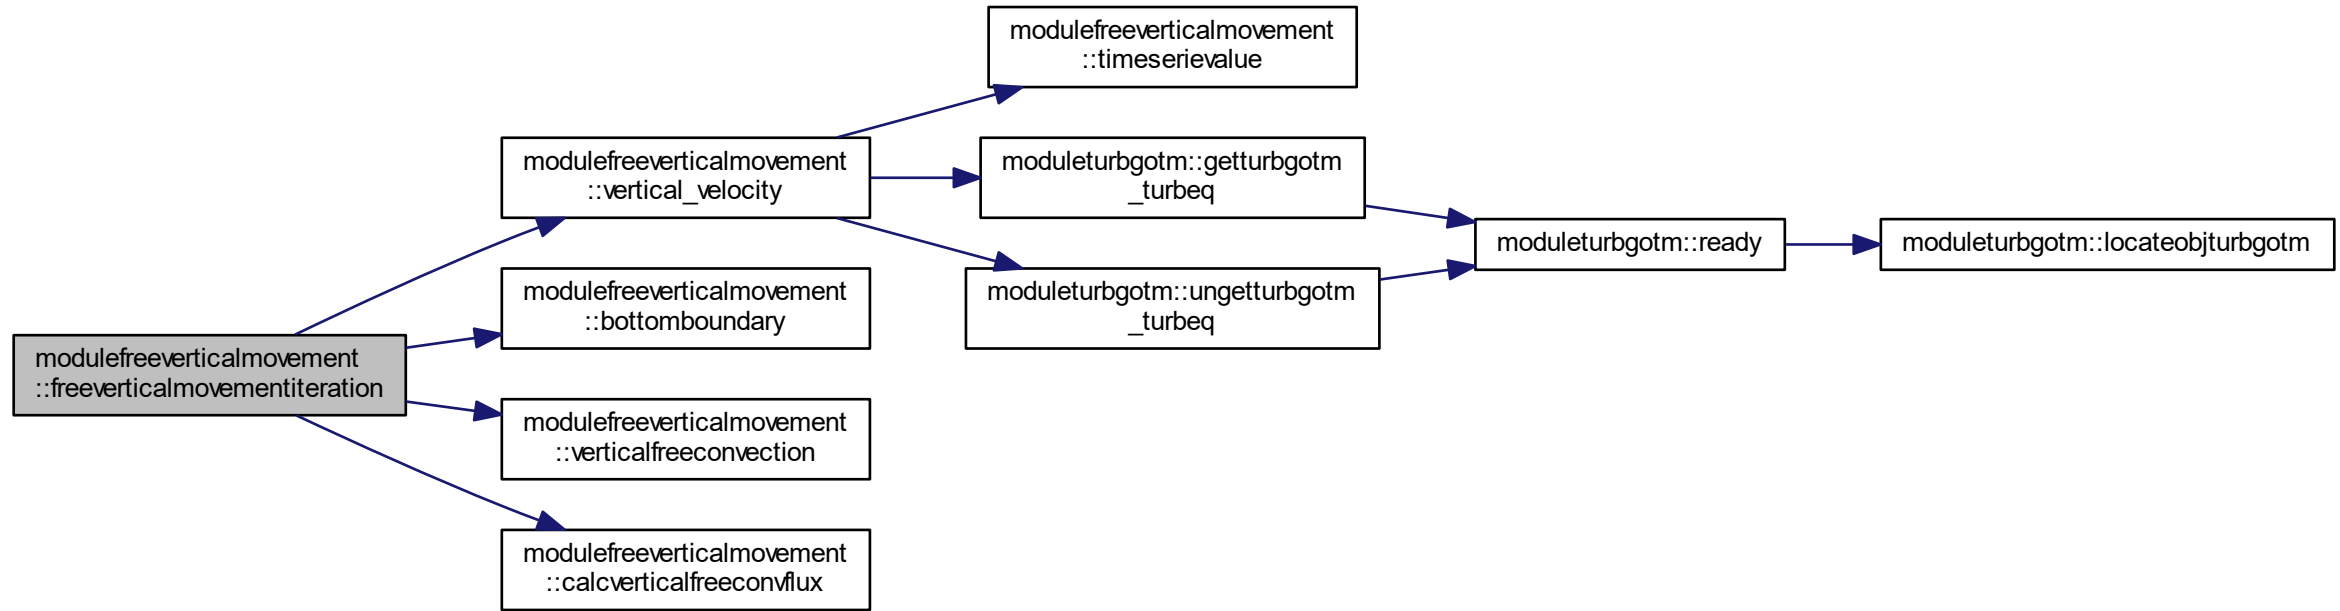 modulefreeverticalmovement
::timeserievalue
modulefreeverticalmovement
::vertical_velocity
moduleturbgotm::getturbgotm
_turbeq
moduleturbgotm::ready
moduleturbgotm::locateobjturbgotm
modulefreeverticalmovement
::bottomboundary
moduleturbgotm::ungetturbgotm
_turbeq
modulefreeverticalmovement
::freeverticalmovementiteration
modulefreeverticalmovement
::verticalfreeconvection
modulefreeverticalmovement
::calcverticalfreeconvflux